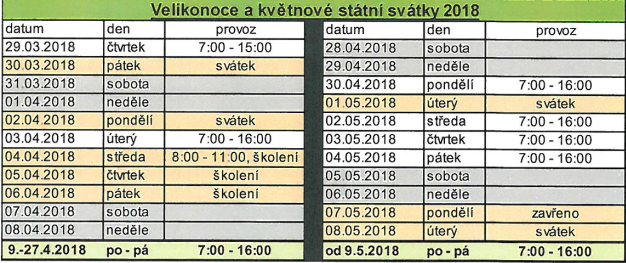 Velikonoce a květnové státní svátky 2018
datum den provoz
29.03.2018 čtvrtek 7:00 - 15:00
30.03.2018 pátek svátek
31.03.2018 sobota
01.04.2018 neděle
02.04.2018 pondělí svátek
03.04.2018 úterý 7:00 - 16:00
04.04.2018 středa 8:00 - 11:00, školení
05.04.2018 čtvrtek školení
06.04.2018 pátek školení
07.04.2018 sobota
08.04.2018 neděle
9.-27.4.2018 po - pá 7:00 - 16:00
datum den provoz
28.04.2018 sobota
29.04.2018 neděle
30.04.2018 pondělí 7:00 - 16:00
01.05.2018 úterý svátek
02.05.2018 středa 7:00 - 16:00
03.05.2018 čtvrtek 7:00 - 16:00
04.05.2018 pátek 7:00 - 16:00
05.05.2018 sobota
06.05.2018 neděle
07.05.2018 pondělí zavřeno
08.05.2018 úterý svátek
od 9.5.2018 po - pá 7:00 - 16:00